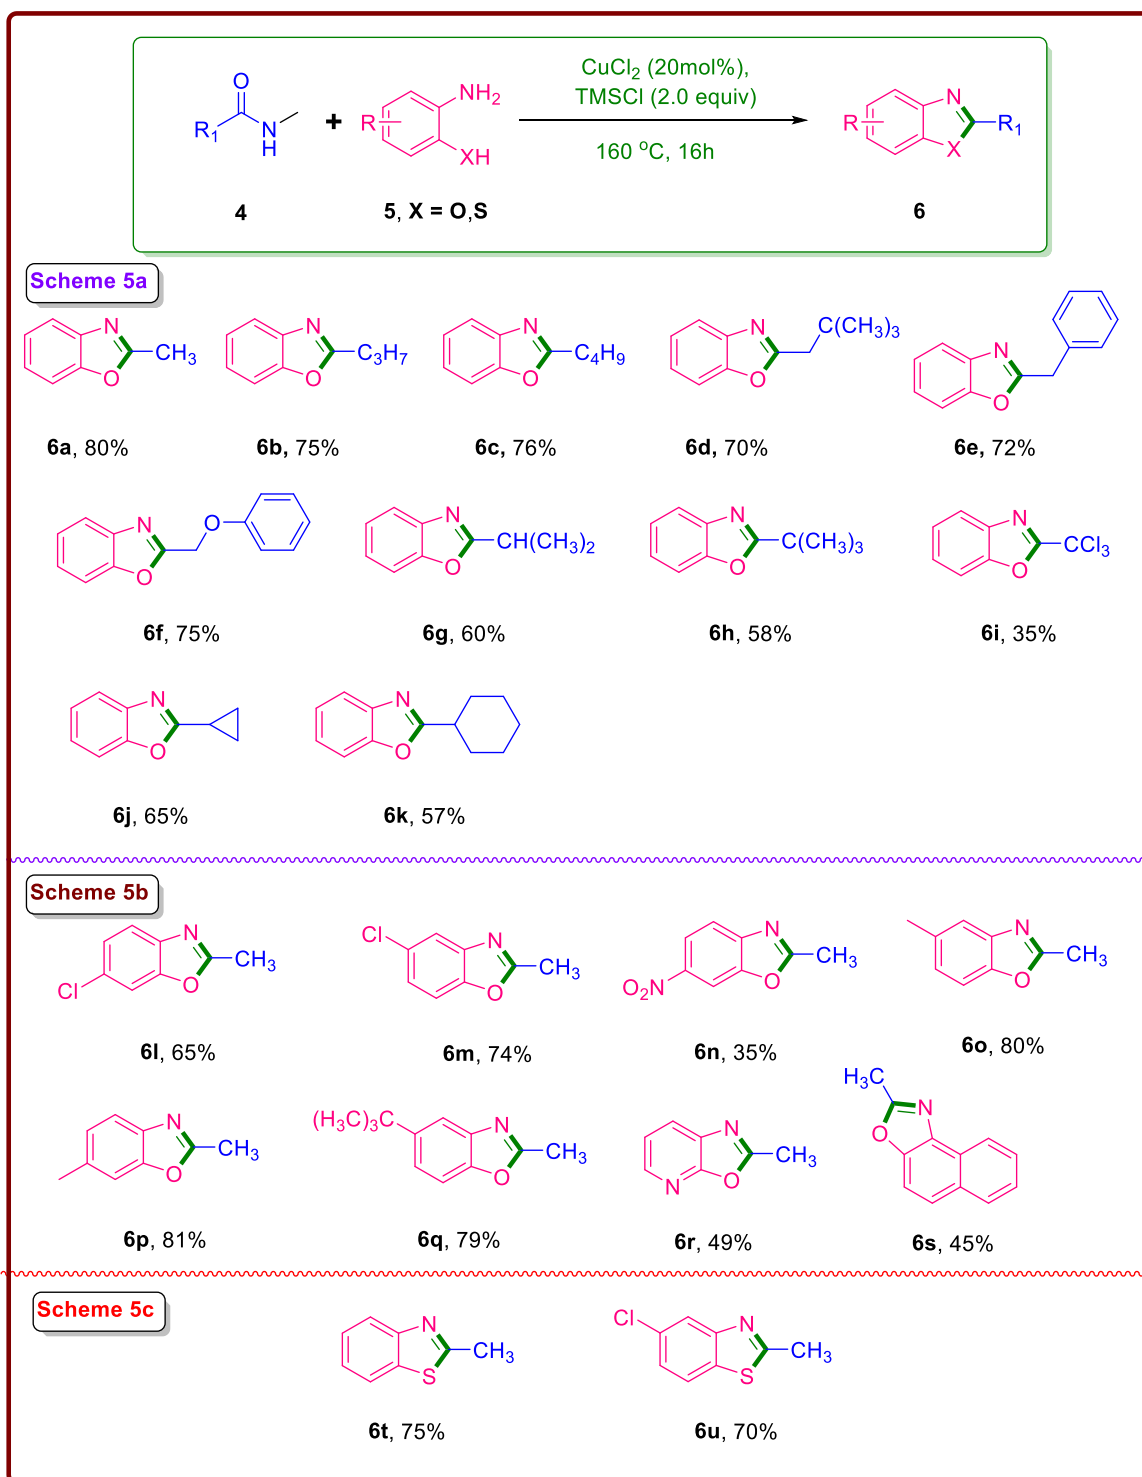 O
R₁
N
H
+
R
NH₂
XH
CuCl₂ (20mol%),
TMSCl (2.0 equiv)
160 °C, 16h
R
N
X
R₁
4
5, X = O,S
6
Scheme 5a
N
O
CH₃
N
O
C₃H₇
N
O
C₄H₉
N
O
C(CH₃)₃
N
O
6a, 80%
6b, 75%
6c, 76%
6d, 70%
6e, 72%
N
O
O
N
O
CH(CH₃)₂
N
O
C(CH₃)₃
N
O
CCl₃
6f, 75%
6g, 60%
6h, 58%
6i, 35%
N
O
N
O
6j, 65%
6k, 57%
Scheme 5b
Cl
N
O
CH₃
Cl
N
O
CH₃
O₂N
N
O
CH₃
N
O
CH₃
6l, 65%
6m, 74%
6n, 35%
6o, 80%
N
O
CH₃
(H₃C)₃C
N
O
CH₃
N
N
O
CH₃
H₃C
O
N
6p, 81%
6q, 79%
6r, 49%
6s, 45%
Scheme 5c
N
S
CH₃
Cl
N
S
CH₃
6t, 75%
6u, 70%